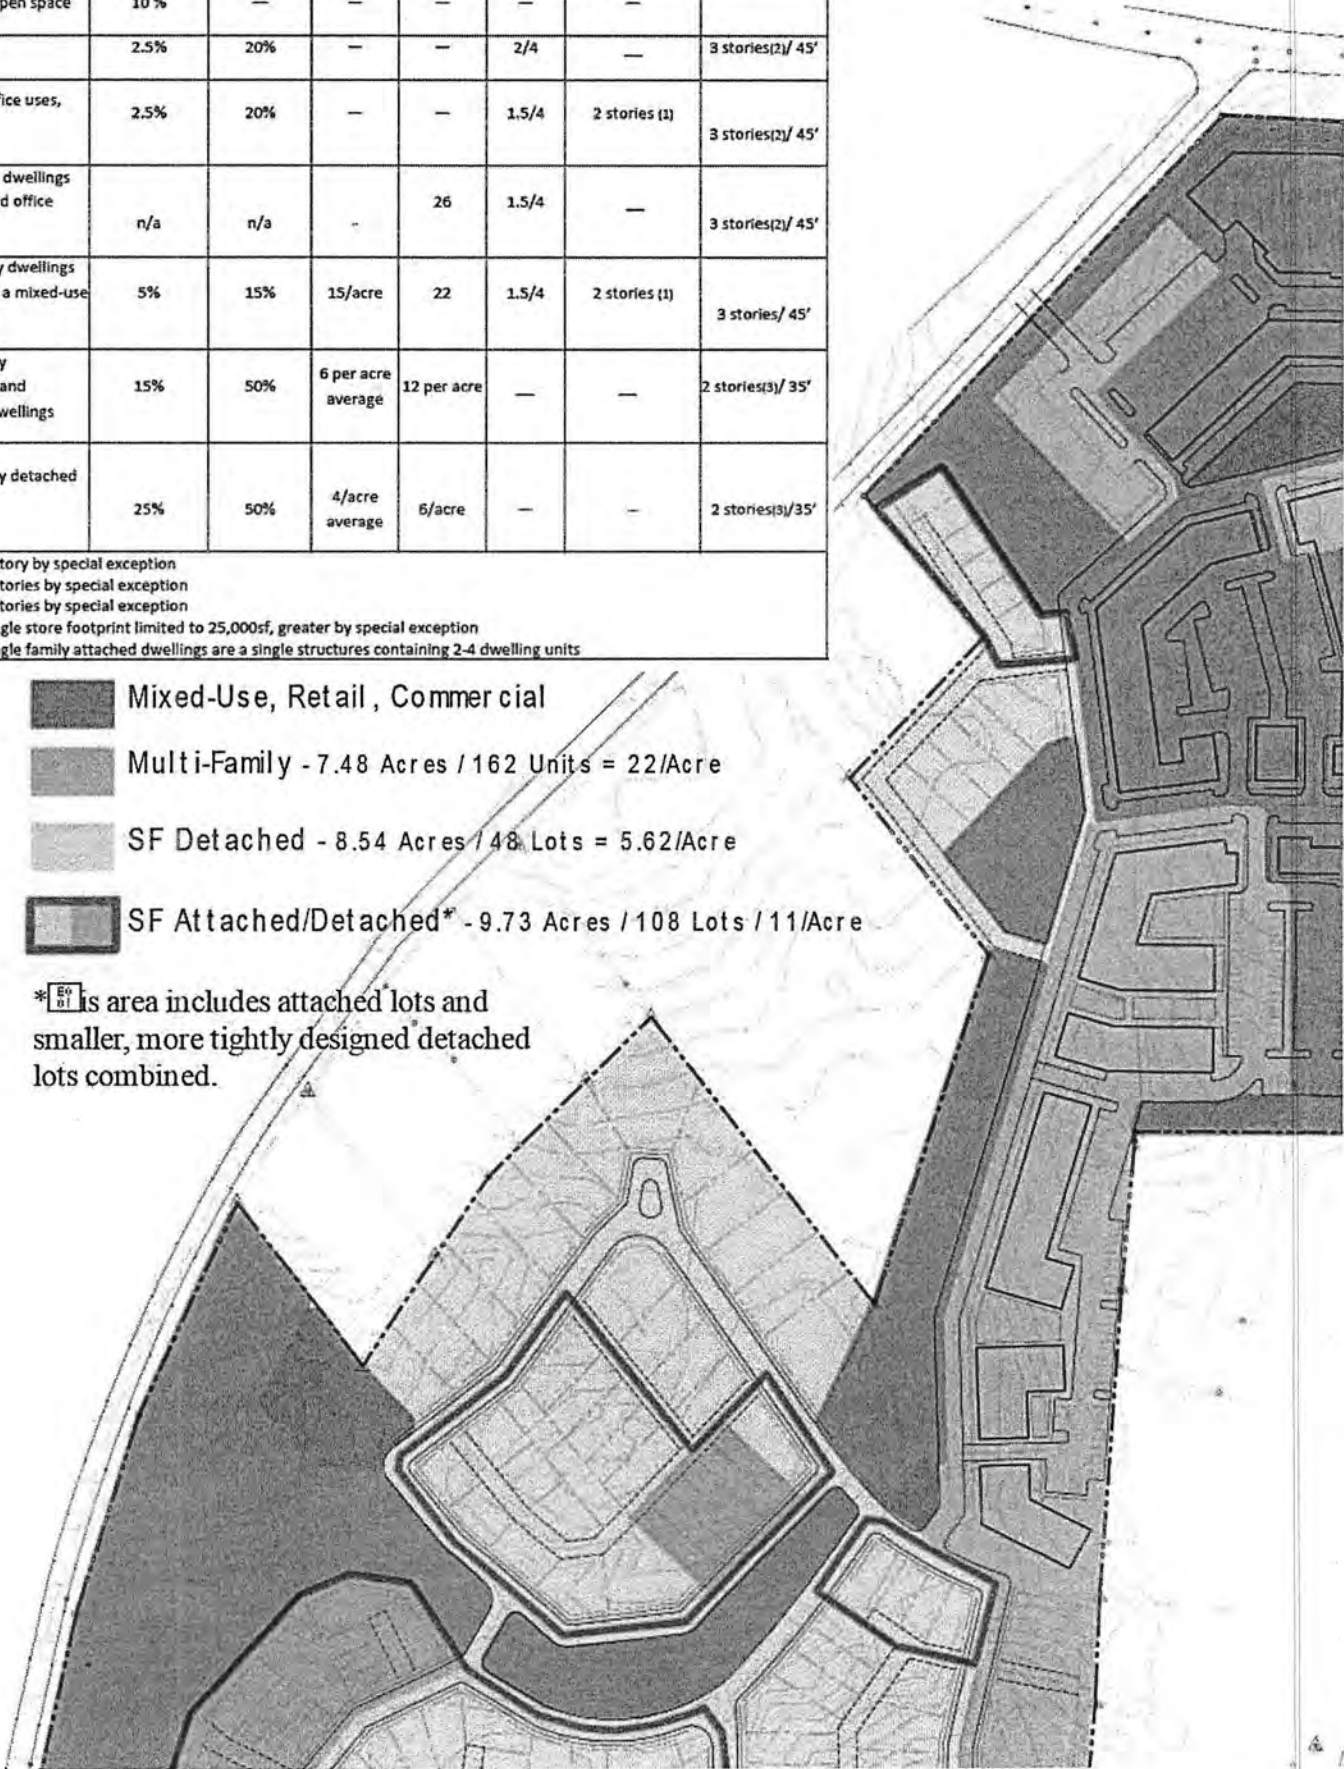 pen space 10% — — — — —
2.5% 20% — — 2/4 — 3 stories(2)/ 45'
ice uses, 2.5% 20% — — 1.5/4 2 stories (1) 3 stories(2)/ 45'
dwellings
d office
n/a n/a - 26 1.5/4 — 3 stories(2)/ 45'
y dwellings
a mixed-use 5% 15% 15/acre 22 1.5/4 2 stories (1) 3 stories/ 45'
y
and 15% 50% 6 per acre average 12 per acre — — 2 stories(3)/ 35'
wellings
y detached
25% 50% 4/acre average 6/acre — – 2 stories(3)/35'
tory by special exception
tories by special exception
tories by special exception
gle store footprint limited to 25,000sf, greater by special exception
gle family attached dwellings are a single structures containing 2-4 dwelling units
Mixed-Use, Retail, Commercial
Multi-Family - 7.48 Acres / 162 Units = 22/Acre
SF Detached - 8.54 Acres / 48 Lots = 5.62/Acre
SF Attached/Detached* - 9.73 Acres / 108 Lots / 11/Acre
* is area includes attached lots and
smaller, more tightly designed detached
lots combined.